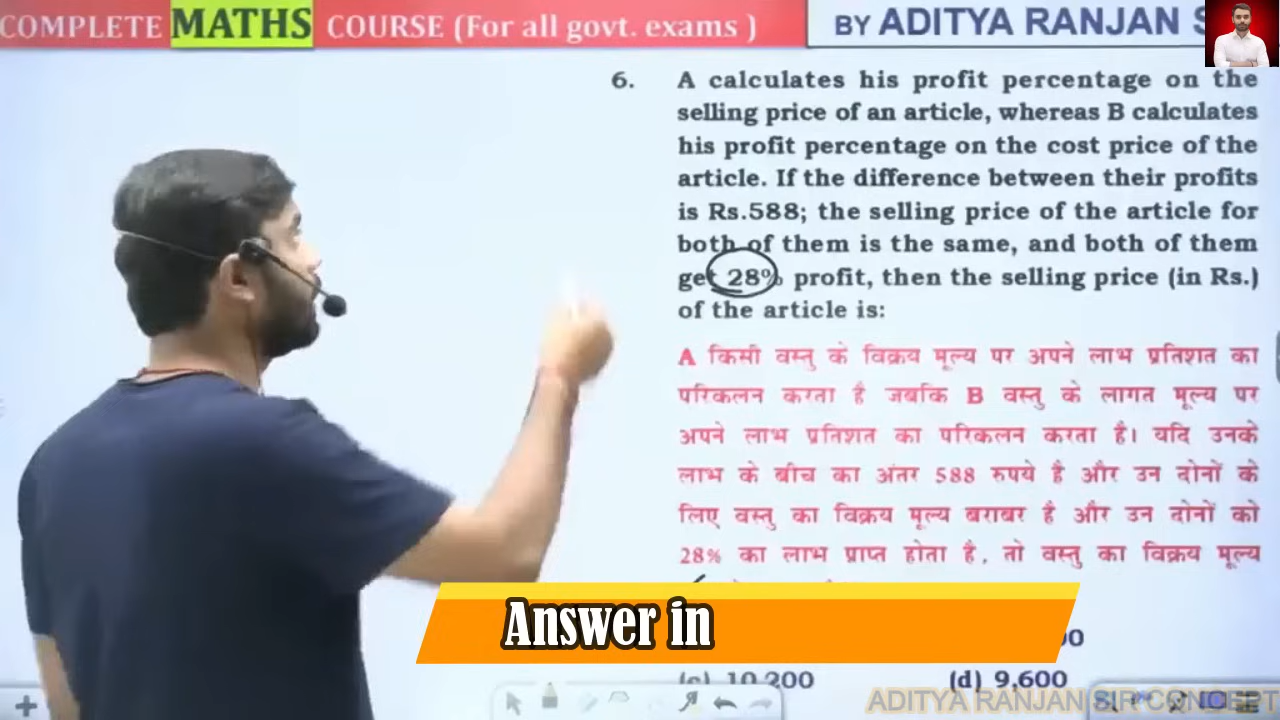 COMPLETE MATHS COURSE (For all govt. exams )
BY ADITYA RANJAN S
6. A calculates his profit percentage on the
selling price of an article, whereas B calculates
his profit percentage on the cost price of the
article. If the difference between their profits
is Rs.588; the selling price of the article for
both of them is the same, and both of them
get 28% profit, then the selling price (in Rs.)
of the article is:
A किसी वस्तु के विक्रय मूल्य पर अपने लाभ प्रतिशत का
परिकलन करता है जबकि B वस्तु के लागत मूल्य पर
अपने लाभ प्रतिशत का परिकलन करता है। यदि उनके
लाभ के बीच का अंतर 588 रुपये है और उन दोनों के
लिए वस्तु का विक्रय मूल्य बराबर है और उन दोनों को
28% का लाभ प्राप्त होता है, तो वस्तु का विक्रय मूल्य
Answer in
(c) 10,200 (d) 9,600
ADITYA RANJAN SIR CONCEPT